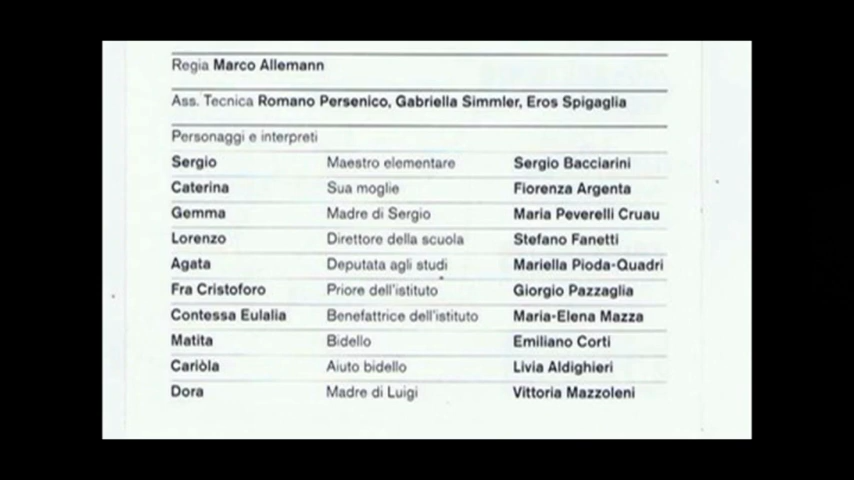 Regia Marco Allemann
Ass. Tecnica Romano Persenico, Gabriella Simmler, Eros Spigaglia
Personaggi e interpreti
Sergio Maestro elementare Sergio Bacciarini
Caterina Sua moglie Fiorenza Argenta
Gemma Madre di Sergio Maria Peverelli Cruau
Lorenzo Direttore della scuola Stefano Fanetti
Agata Deputata agli studi Mariella Pioda-Quadri
Fra Cristoforo Priore dell'istituto Giorgio Pazzaglia
Contessa Eulalia Benefattrice dell'istituto Maria-Elena Mazza
Matita Bidello Emiliano Corti
Cariòla Aiuto bidello Livia Aldighieri
Dora Madre di Luigi Vittoria Mazzoleni